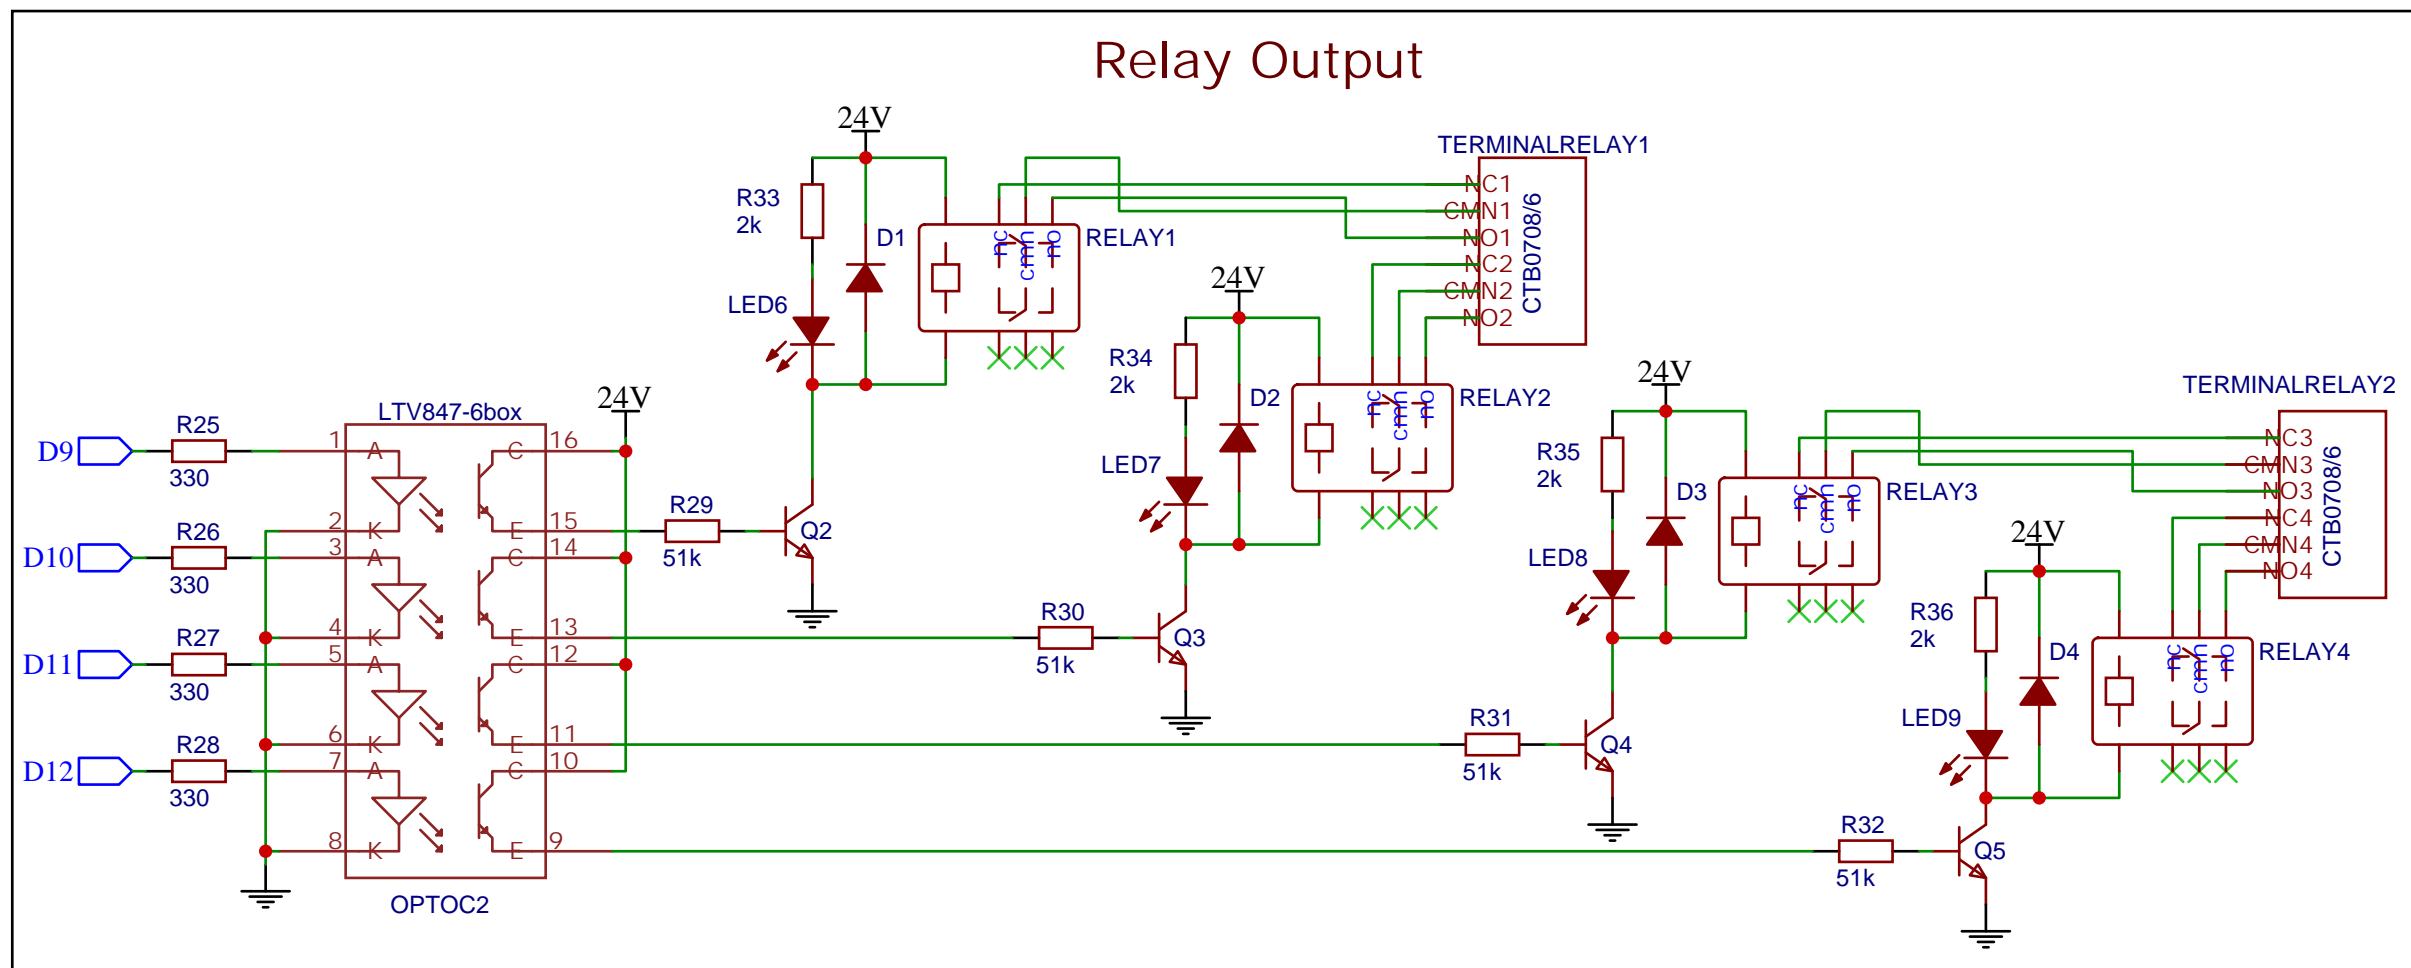 Relay Output
24V
TERMINALRELAY1
R33
2k
D1
nc
cmn
no
RELAY1
NC1
CMN1
NO1
NC2
CMN2
NO2
CTB0708/6
LED6
24V
R34
2k
D2
nc
cmn
no
RELAY2
LED7
24V
TERMINALRELAY2
R35
2k
D3
nc
cmn
no
RELAY3
NC3
CMN3
NO3
NC4
CMN4
NO4
CTB0708/6
LED8
24V
R36
2k
D4
nc
cmn
no
RELAY4
LED9
LTV847-6box
24V
D9
R25
330
1
A
C
16
2
K
E
15
R29
51k
Q2
D10
R26
330
3
A
C
14
4
K
E
13
R30
51k
Q3
D11
R27
330
5
A
C
12
6
K
E
11
R31
51k
Q4
D12
R28
330
7
A
C
10
8
K
E
9
R32
51k
Q5
OPTOC2